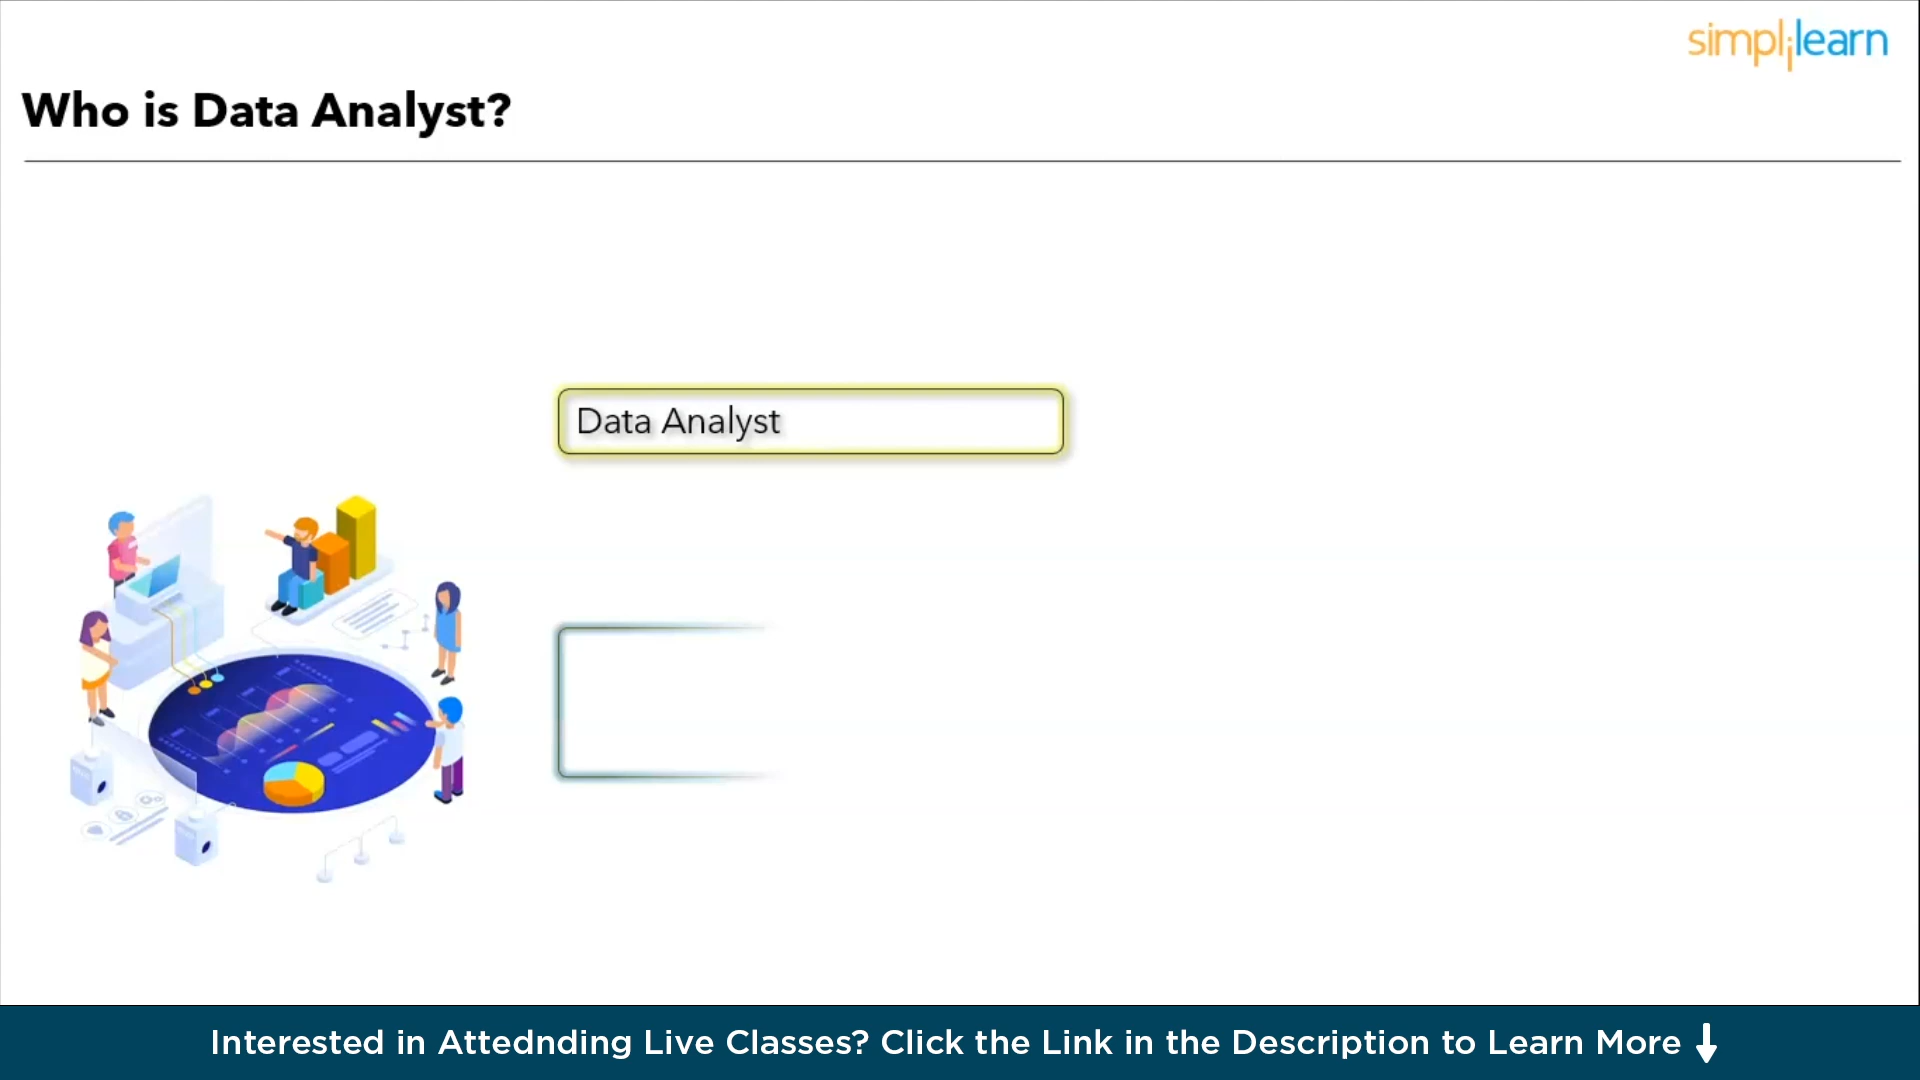 simplilearn
Who is Data Analyst?
Data Analyst
Interested in Attednding Live Classes? Click the Link in the Description to Learn More